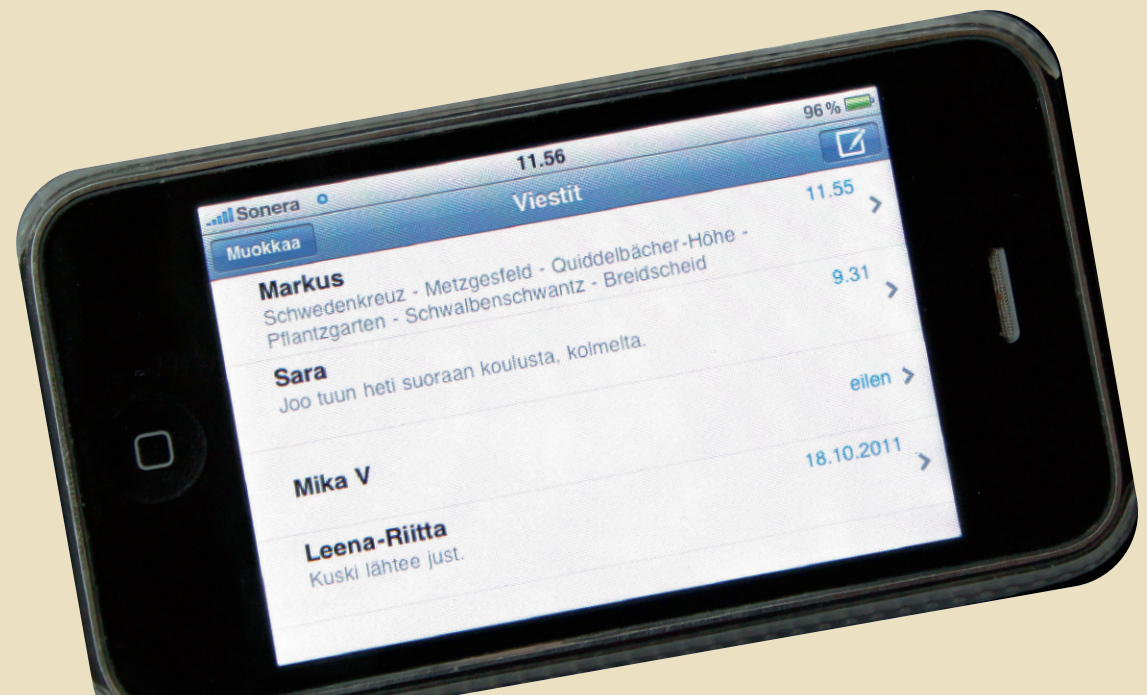 Sonera 11.56 96 %
Muokkaa Viestit
Markus 11.55
Schwedenkreuz - Metzgesfeld - Quiddelbächer-Höhe -
Pflantzgarten - Schwalbenschwantz - Breidscheid
Sara 9.31
Joo tuun heti suoraan koulusta, kolmelta.
Mika V eilen
Leena-Riitta 18.10.2011
Kuski lähtee just.